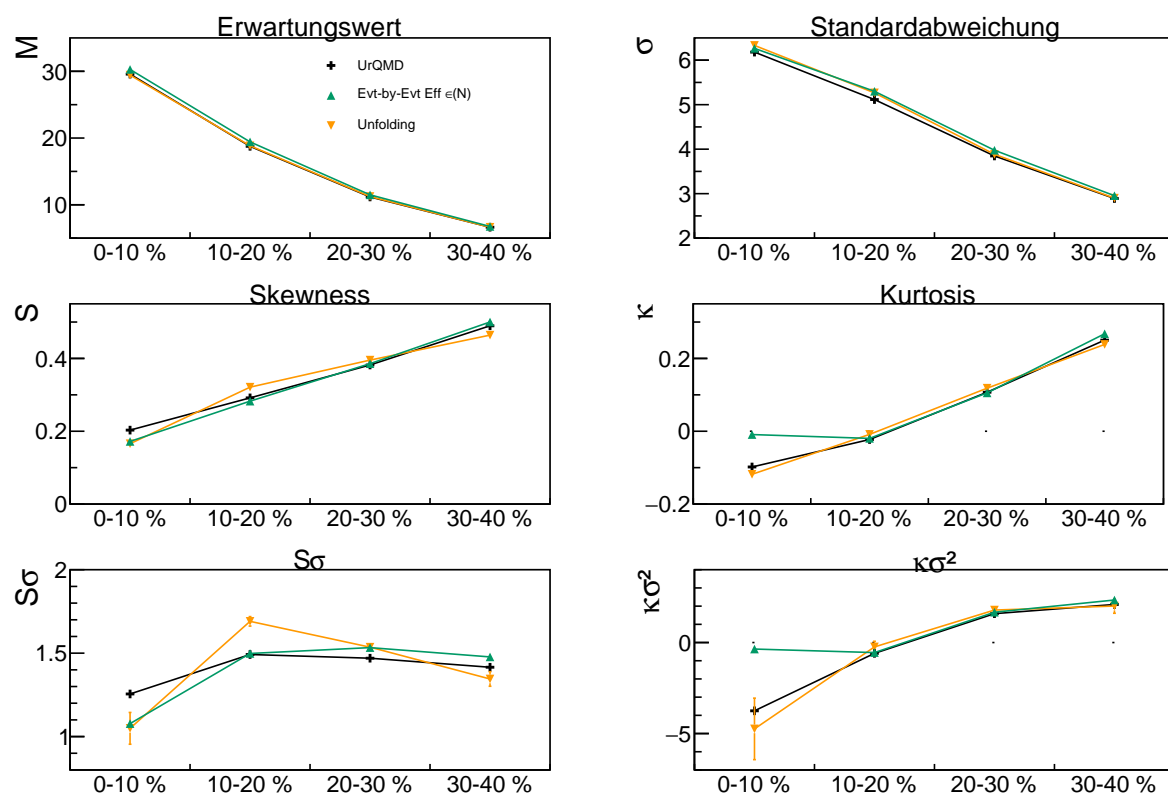 Erwartungswert
M
30
20
10
UrQMD
Evt-by-Evt Eff ∈(N)
Unfolding
0-10 % 10-20 % 20-30 % 30-40 %
Standardabweichung
σ
6
5
4
3
2
0-10 % 10-20 % 20-30 % 30-40 %
Skewness
S
0.4
0.2
0
0-10 % 10-20 % 20-30 % 30-40 %
Kurtosis
κ
0.2
0
−0.2
0-10 % 10-20 % 20-30 % 30-40 %
Sσ
Sσ
2
1.5
1
0-10 % 10-20 % 20-30 % 30-40 %
κσ²
κσ²
0
−5
0-10 % 10-20 % 20-30 % 30-40 %